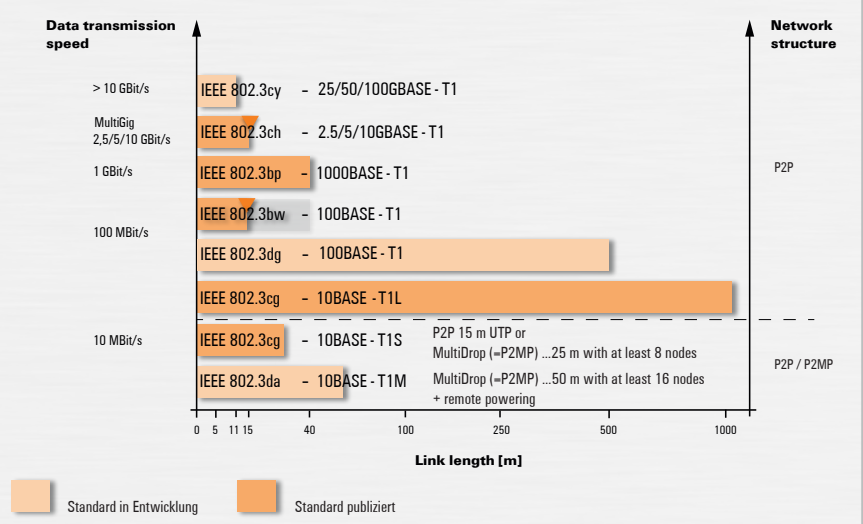 Data transmission
speed
Network
structure
> 10 GBit/s
IEEE 802.3cy – 25/50/100GBASE - T1
MultiGig
2,5/5/10 GBit/s
IEEE 802.3ch – 2.5/5/10GBASE - T1
1 GBit/s
IEEE 802.3bp – 1000BASE - T1
P2P
IEEE 802.3bw – 100BASE - T1
100 MBit/s
IEEE 802.3dg – 100BASE - T1
IEEE 802.3cg – 10BASE - T1L
10 MBit/s
IEEE 802.3cg – 10BASE - T1S
P2P 15 m UTP or
MultiDrop (=P2MP) ...25 m with at least 8 nodes
P2P / P2MP
IEEE 802.3da – 10BASE - T1M
MultiDrop (=P2MP) ...50 m with at least 16 nodes
+ remote powering
0 5 11 15 40 100 250 500 1000
Link length [m]
Standard in Entwicklung
Standard publiziert